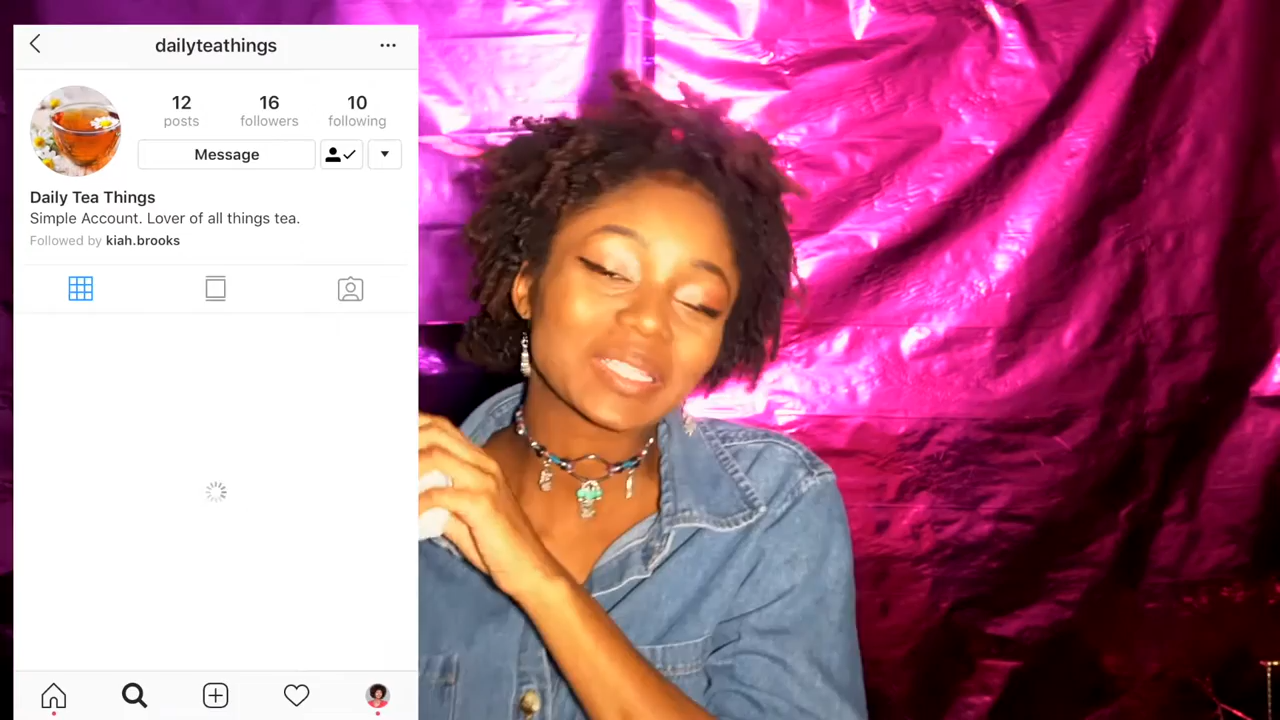 dailyteathings
12 16 10
posts followers following
Message
Daily Tea Things
Simple Account. Lover of all things tea.
Followed by kiah.brooks